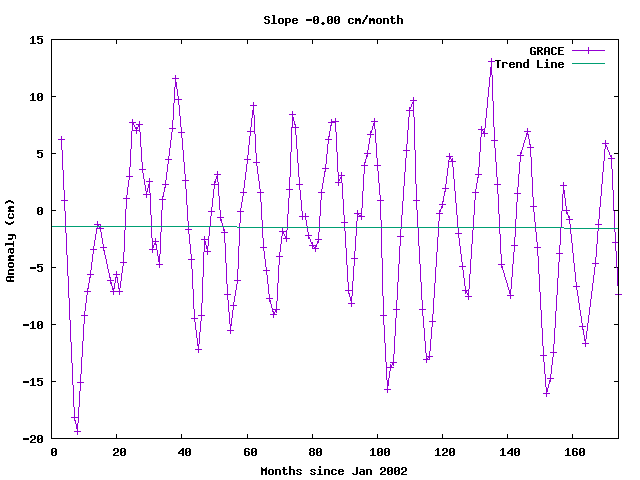 Slope -0.00 cm/month
GRACE
Trend Line
15
10
5
0
-5
-10
-15
-20
Anomaly (cm)
0 20 40 60 80 100 120 140 160
Months since Jan 2002